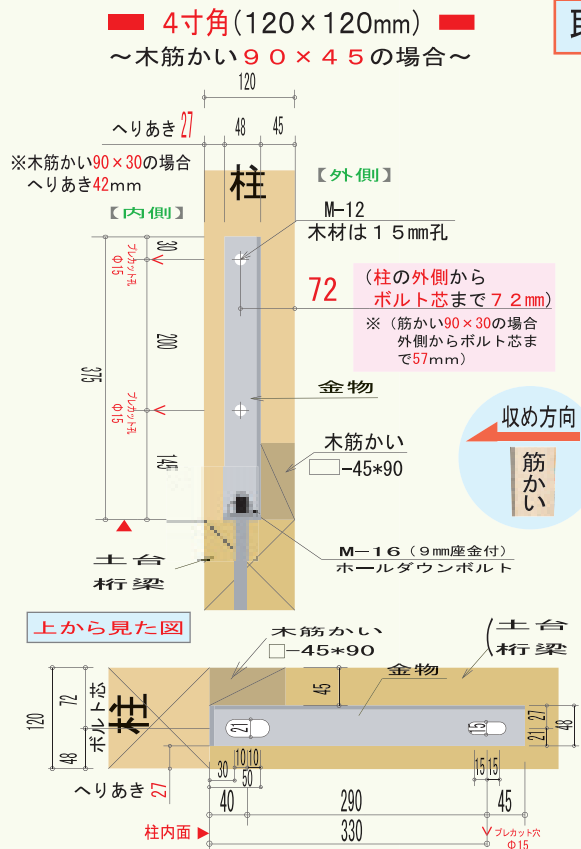 4寸角(120×120mm)
～木筋かい90×45の場合～
取
120
へりあき27
48
45
※木筋かい90×30の場合
へりあき42mm
柱
【外側】
【内側】
M-12
木材は15mm孔
30
プレカット孔
Φ15
72
(柱の外側から
ボルト芯まで72mm)
※(筋かい90×30の場合
外側からボルト芯ま
で57mm)
200
375
金物
プレカット孔
Φ15
収め方向
木筋かい
□-45*90
筋かい
145
M-16(9mm座金付)
ホールダウンボルト
土台
桁梁
上から見た図
木筋かい
□-45*90
土台
桁梁
金物
45
120
72
ボルト芯
柱
48
21
15
27
21
48
へりあき27
10 10
30
50
15 15
40
290
45
柱内面
330
プレカット穴
Φ15